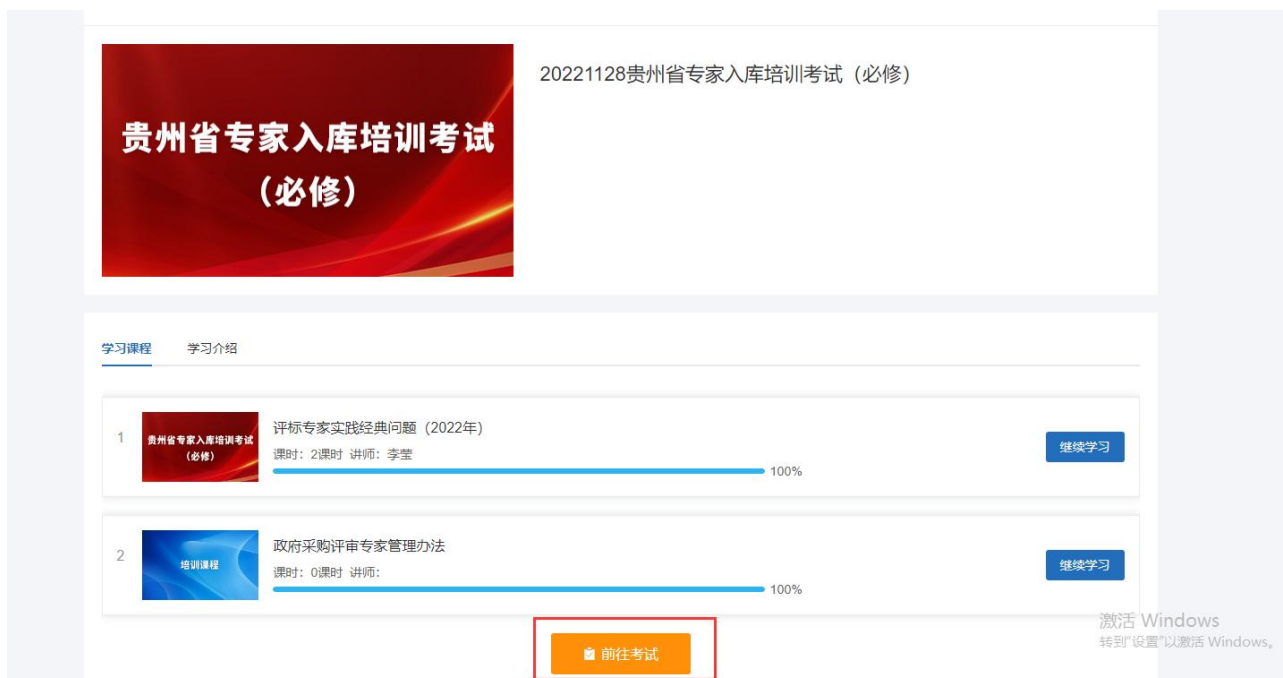 20221128贵州省专家入库培训考试（必修）
贵州省专家入库培训考试
（必修）
学习课程 学习介绍
1
贵州省专家入库培训考试
（必修）
评标专家实践经典问题（2022年）
课时：2课时 讲师：李莹
100%
继续学习
2
培训课程
政府采购评审专家管理办法
课时：0课时 讲师：
100%
继续学习
前往考试
激活 Windows
转到"设置"以激活 Windows。